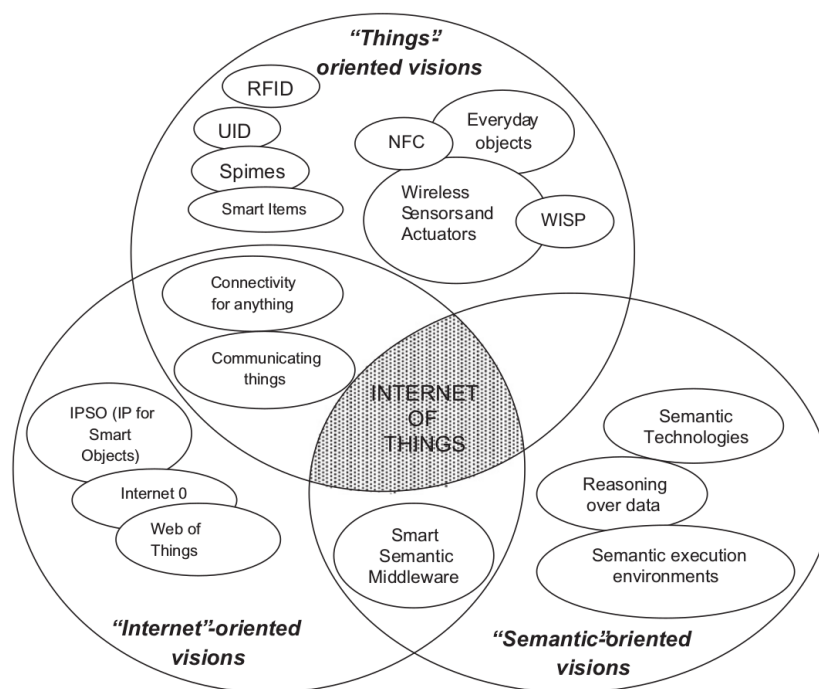 “Things”-
oriented visions
RFID
UID
Spimes
Smart Items
NFC
Everyday
objects
Wireless
Sensors and
Actuators
WISP
Connectivity
for anything
Communicating
things
INTERNET
OF
THINGS
IPSO (IP for
Smart
Objects)
Internet 0
Web of
Things
Semantic
Technologies
Reasoning
over data
Semantic execution
environments
Smart
Semantic
Middleware
“Internet”-oriented
visions
“Semantic”-oriented
visions